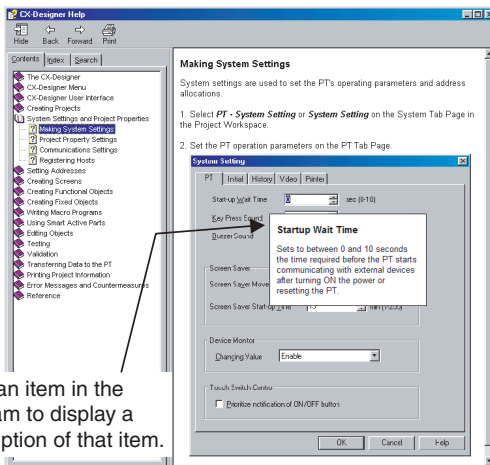 CX-Designer Help
Hide Back Forward Print
Contents Index Search
The CX-Designer
CX-Designer Menu
CX-Designer User Interface
Creating Projects
System Settings and Project Properties
Making System Settings
Project Property Settings
Communications Settings
Registering Hosts
Setting Addresses
Creating Screens
Creating Functional Objects
Creating Fixed Objects
Writing Macro Programs
Using Smart Active Parts
Editing Objects
Testing
Validation
Transferring Data to the PT
Printing Project Information
Error Messages and Countermeasures
Reference
an item in the
am to display a
ption of that item.
Making System Settings
System settings are used to set the PT's operating parameters and address
allocations.
1. Select PT - System Setting or System Setting on the System Tab Page in
the Project Workspace.
2. Set the PT operation parameters on the PT Tab Page.
System Setting
PT Initial History Video Printer
Start-up Wait Time 0 sec (0-10)
Key Press Sound
Buzzer Sound
Startup Wait Time
Sets to between 0 and 10 seconds
the time required before the PT starts
communicating with external devices
after turning ON the power or
resetting the PT.
Screen Saver
Screen Saver Move
Screen Saver Start-up Time
Device Monitor
Changing Value Enable
Touch Switch Control
Prioritize notification of ON/OFF button
OK Cancel Help